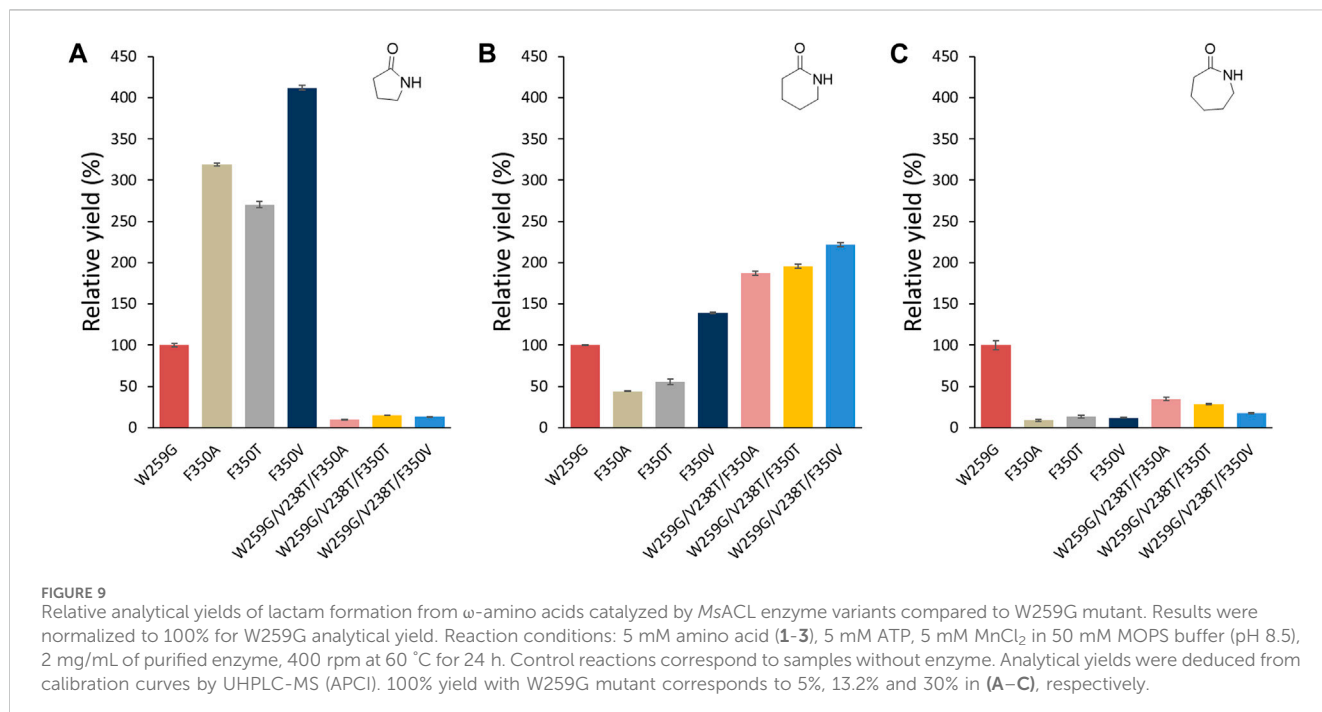 A
B
C
O
NH
O
NH
O
NH
Relative yield (%)
450
400
350
300
250
200
150
100
50
0
W259G
F350A
F350T
F350V
W259G/V238T/F350A
W259G/V238T/F350T
W259G/V238T/F350V
Relative yield (%)
450
400
350
300
250
200
150
100
50
0
W259G
F350A
F350T
F350V
W259G/V238T/F350A
W259G/V238T/F350T
W259G/V238T/F350V
Relative yield (%)
450
400
350
300
250
200
150
100
50
0
W259G
F350A
F350T
F350V
W259G/V238T/F350A
W259G/V238T/F350T
W259G/V238T/F350V
FIGURE 9
Relative analytical yields of lactam formation from ω-amino acids catalyzed by MsACL enzyme variants compared to W259G mutant. Results were
normalized to 100% for W259G analytical yield. Reaction conditions: 5 mM amino acid (1-3), 5 mM ATP, 5 mM MnCl₂ in 50 mM MOPS buffer (pH 8.5),
2 mg/mL of purified enzyme, 400 rpm at 60 °C for 24 h. Control reactions correspond to samples without enzyme. Analytical yields were deduced from
calibration curves by UHPLC-MS (APCI). 100% yield with W259G mutant corresponds to 5%, 13.2% and 30% in (A–C), respectively.